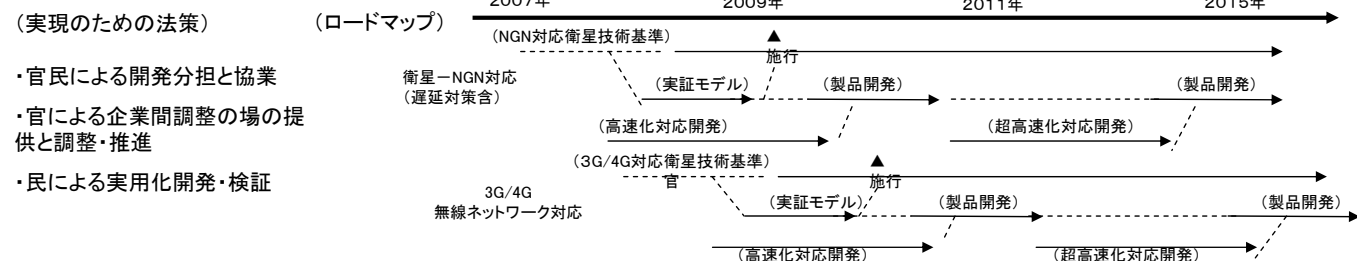 (実現のための法策)
・官民による開発分担と協業
・官による企業間調整の場の提
供と調整・推進
・民による実用化開発・検証
(ロードマップ)
2007年
2009年
2011年
2015年
(NGN対応衛星技術基準)
▲
施行
衛星-NGN対応
(遅延対策含)
(実証モデル)
(製品開発)
(製品開発)
(高速化対応開発)
(超高速化対応開発)
(3G/4G対応衛星技術基準)
官
▲
施行
3G/4G
無線ネットワーク対応
(実証モデル)
(製品開発)
(製品開発)
(高速化対応開発)
(超高速化対応開発)